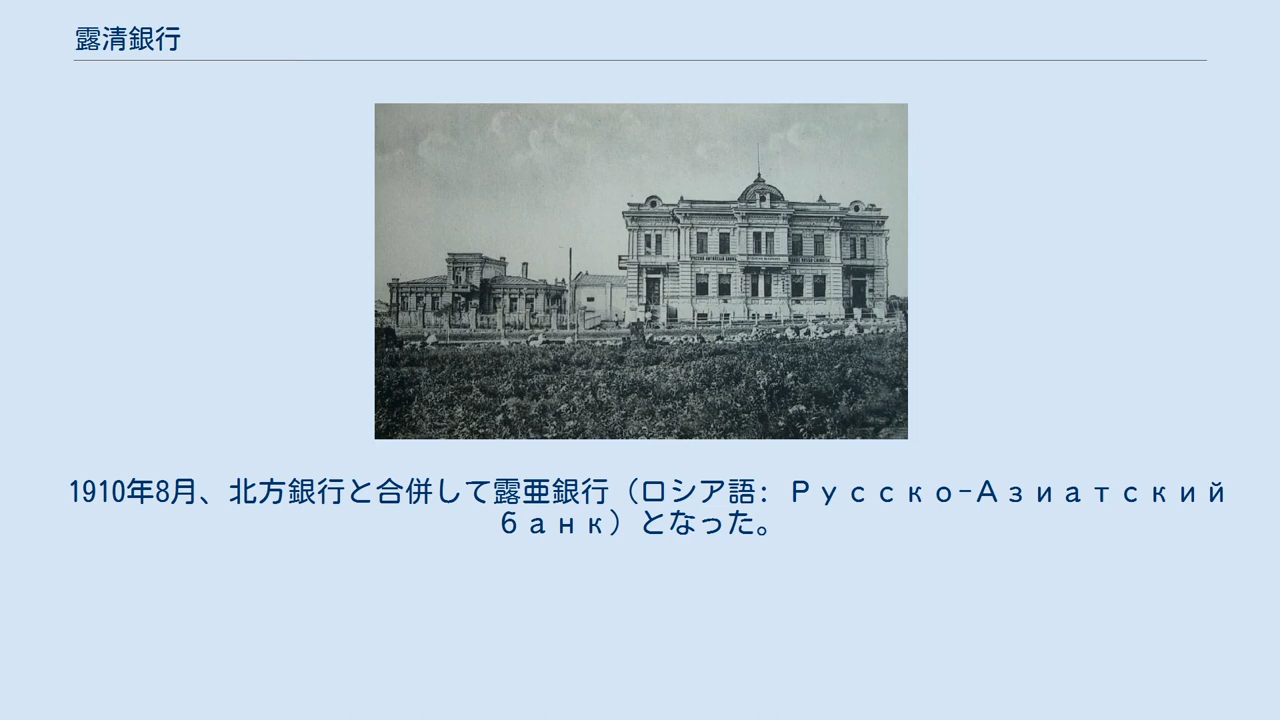 露清銀行
1910年8月、北方銀行と合併して露亜銀行（ロシア語: Русско-Азиатский
банк）となった。